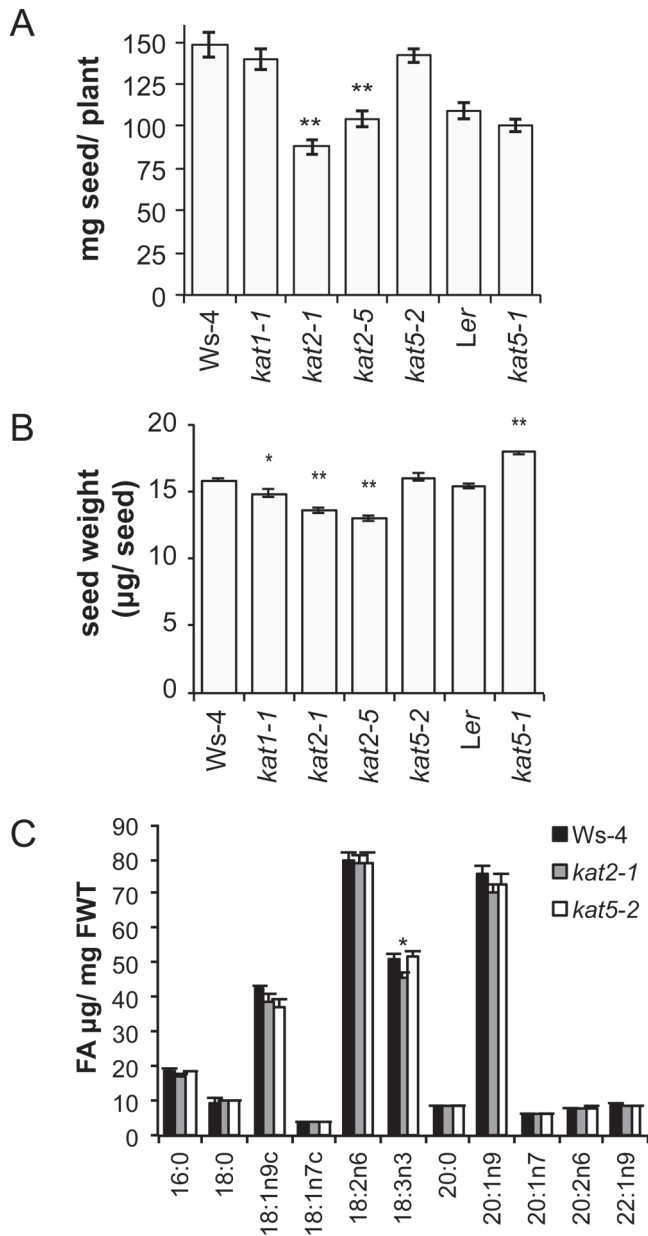 A
mg seed/ plant
150
125
100
75
50
25
0
** **
Ws-4 kat1-1 kat2-1 kat2-5 kat5-2 Ler kat5-1
B
seed weight
(µg/ seed)
20
15
10
5
0
* ** ** **
Ws-4 kat1-1 kat2-1 kat2-5 kat5-2 Ler kat5-1
C
FA µg/ mg FWT
90
80
70
60
50
40
30
20
10
0
Ws-4
kat2-1
kat5-2
*
16:0 18:0 18:1n9c 18:1n7c 18:2n6 18:3n3 20:0 20:1n9 20:1n7 20:2n6 22:1n9